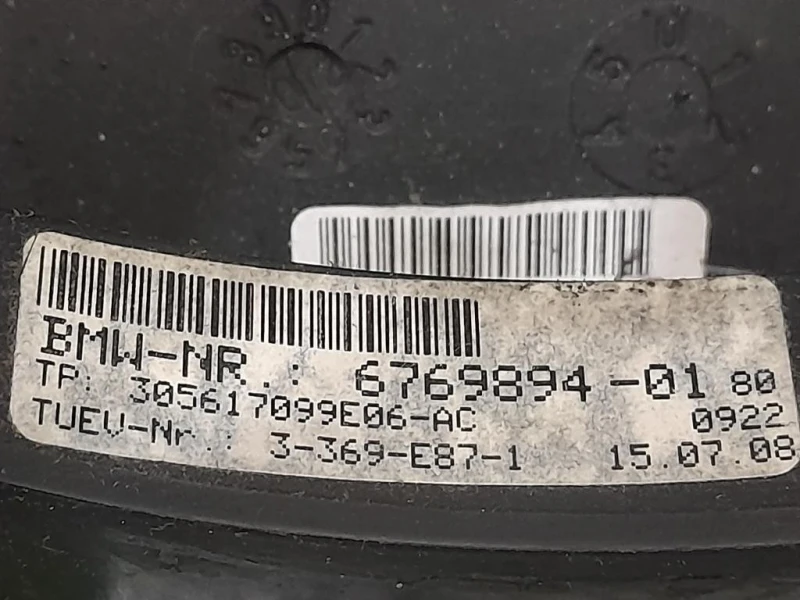 BMW-NR.: 6769894-01 80
TP: 305617099E06-AC 0922
TUEV-Nr.: 3-369-E87-1 15.07.08